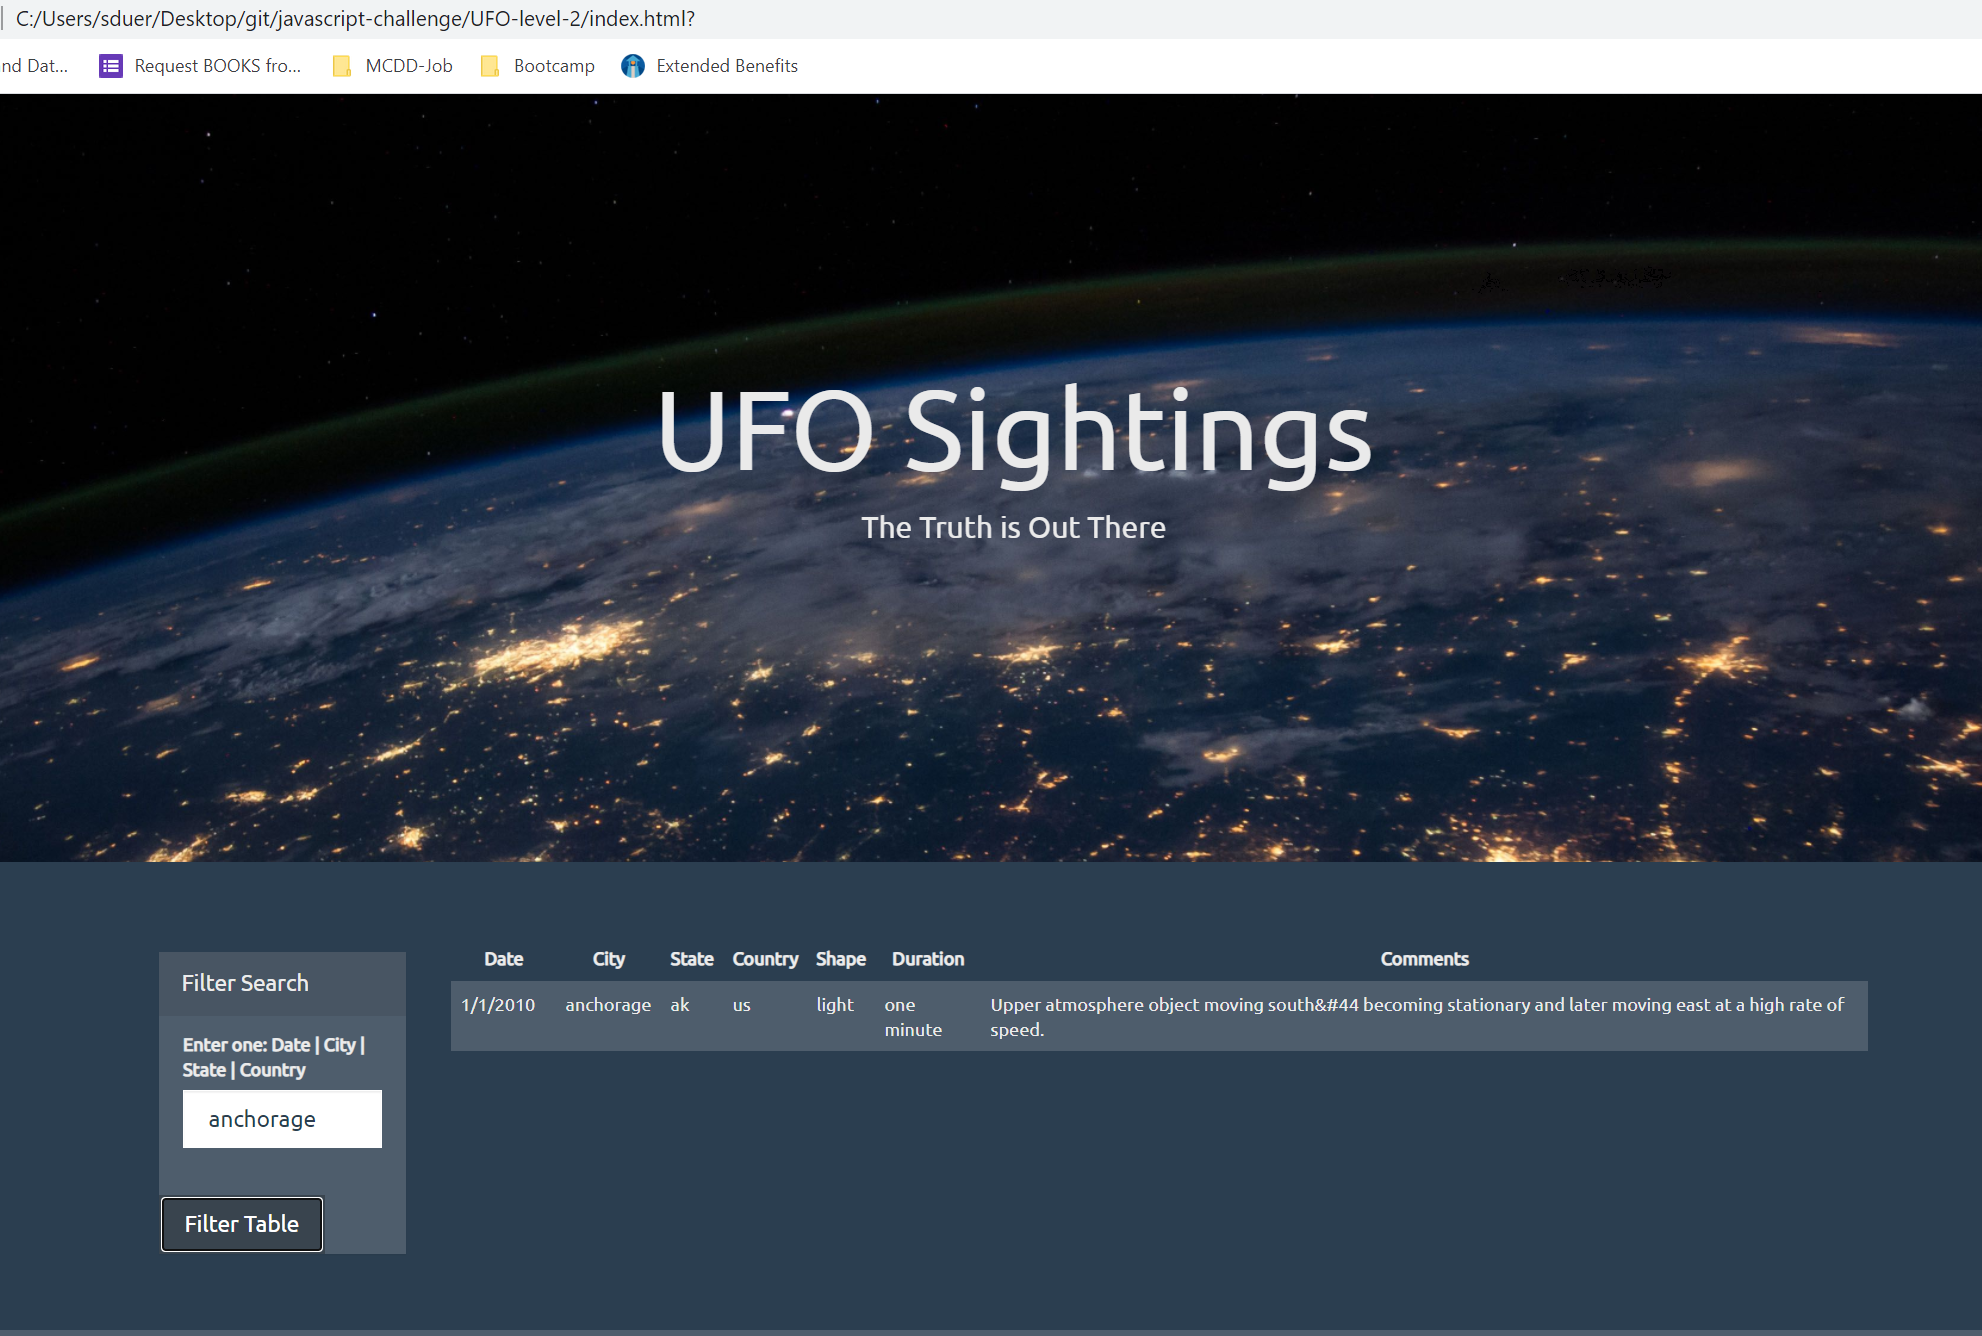 C:/Users/sduer/Desktop/git/javascript-challenge/UFO-level-2/index.html?
nd Dat... Request BOOKS fro... MCDD-Job Bootcamp Extended Benefits
UFO Sightings
The Truth is Out There
Filter Search
Enter one: Date | City |
State | Country
anchorage
Filter Table
Date City State Country Shape Duration Comments
1/1/2010 anchorage ak us light one minute Upper atmosphere object moving south&#44 becoming stationary and later moving east at a high rate of
speed.